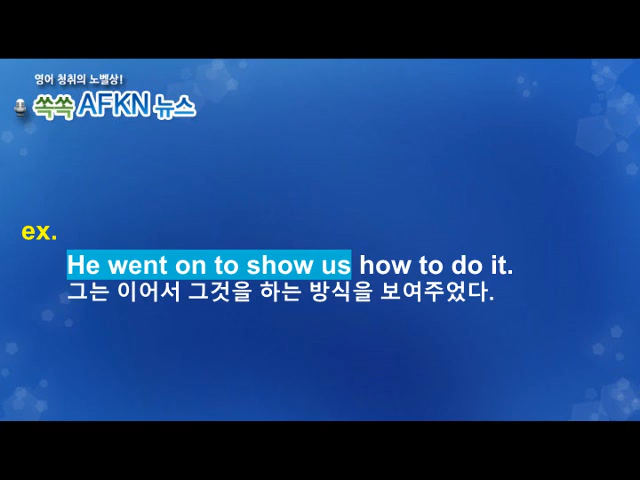 영어 청취의 노벨상!
쏙쏙 AFKN 뉴스
ex.
He went on to show us how to do it.
그는 이어서 그것을 하는 방식을 보여주었다.